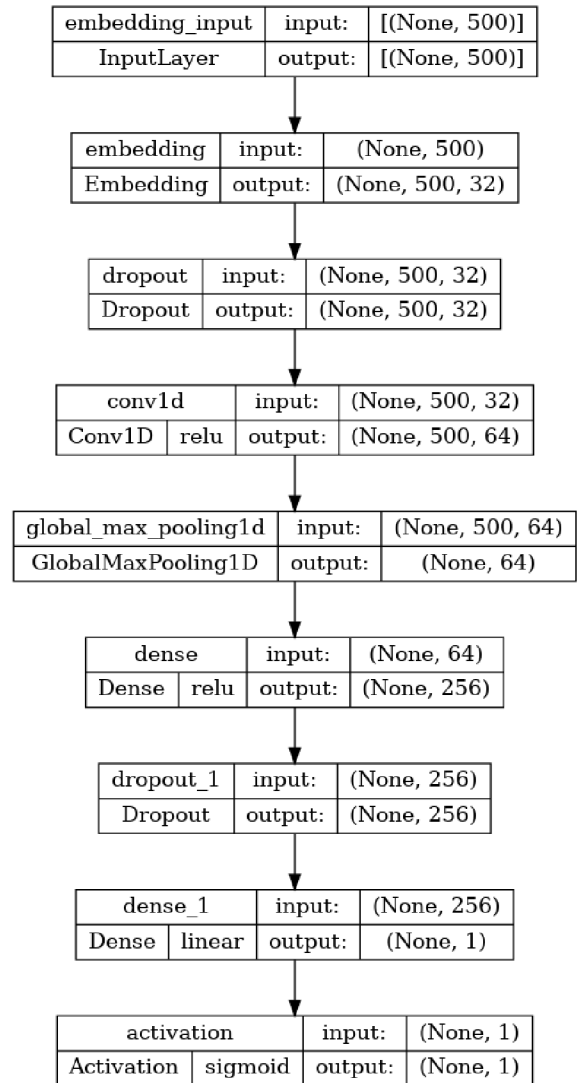 embedding_input input: [(None, 500)]
InputLayer output: [(None, 500)]
embedding input: (None, 500)
Embedding output: (None, 500, 32)
dropout input: (None, 500, 32)
Dropout output: (None, 500, 32)
conv1d input: (None, 500, 32)
Conv1D relu output: (None, 500, 64)
global_max_pooling1d input: (None, 500, 64)
GlobalMaxPooling1D output: (None, 64)
dense input: (None, 64)
Dense relu output: (None, 256)
dropout_1 input: (None, 256)
Dropout output: (None, 256)
dense_1 input: (None, 256)
Dense linear output: (None, 1)
activation input: (None, 1)
Activation sigmoid output: (None, 1)